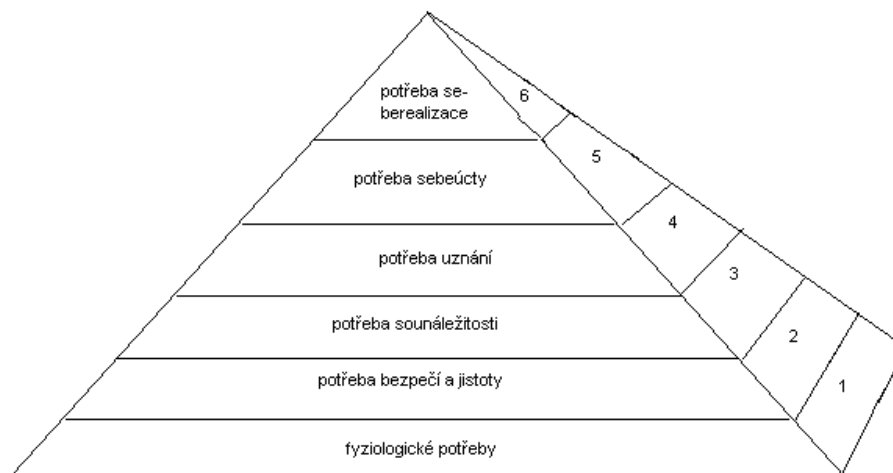 potřeba se-
berealizace
6
potřeba sebeúcty
5
potřeba uznání
4
potřeba sounáležitosti
3
potřeba bezpečí a jistoty
2
fyziologické potřeby
1